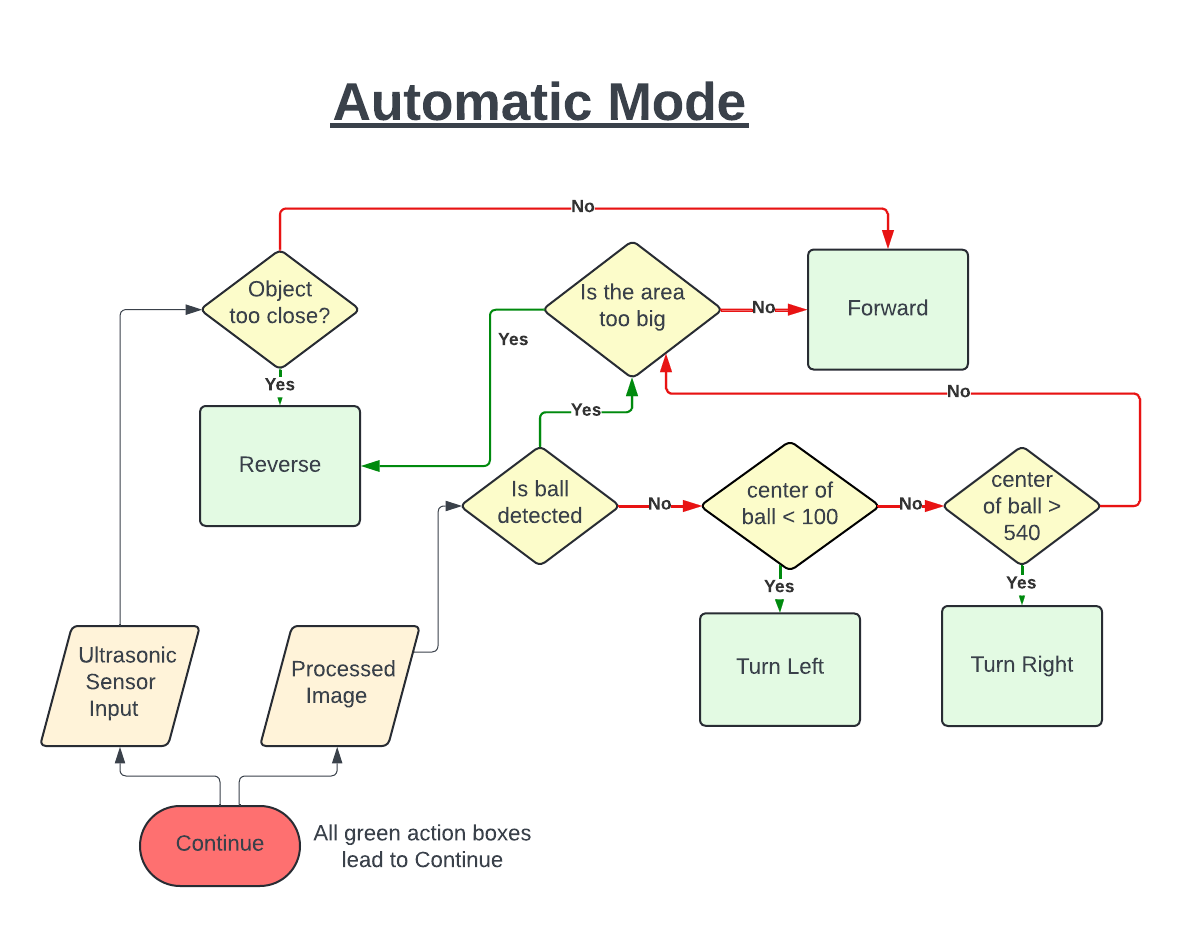 Automatic Mode
No
Object
too close?
Is the area
too big
No
Forward
Yes
Yes
No
Yes
Reverse
Is ball
detected
No
center of
ball < 100
No
center
of ball >
540
Yes
Yes
Ultrasonic
Sensor
Input
Processed
Image
Turn Left
Turn Right
Continue
All green action boxes
lead to Continue